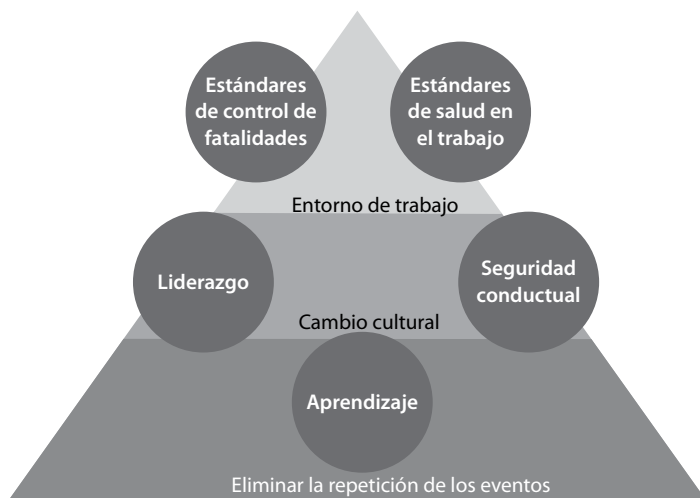 Estándares
de control de
fatalidades
Estándares
de salud en
el trabajo
Entorno de trabajo
Liderazgo
Seguridad
conductual
Cambio cultural
Aprendizaje
Eliminar la repetición de los eventos